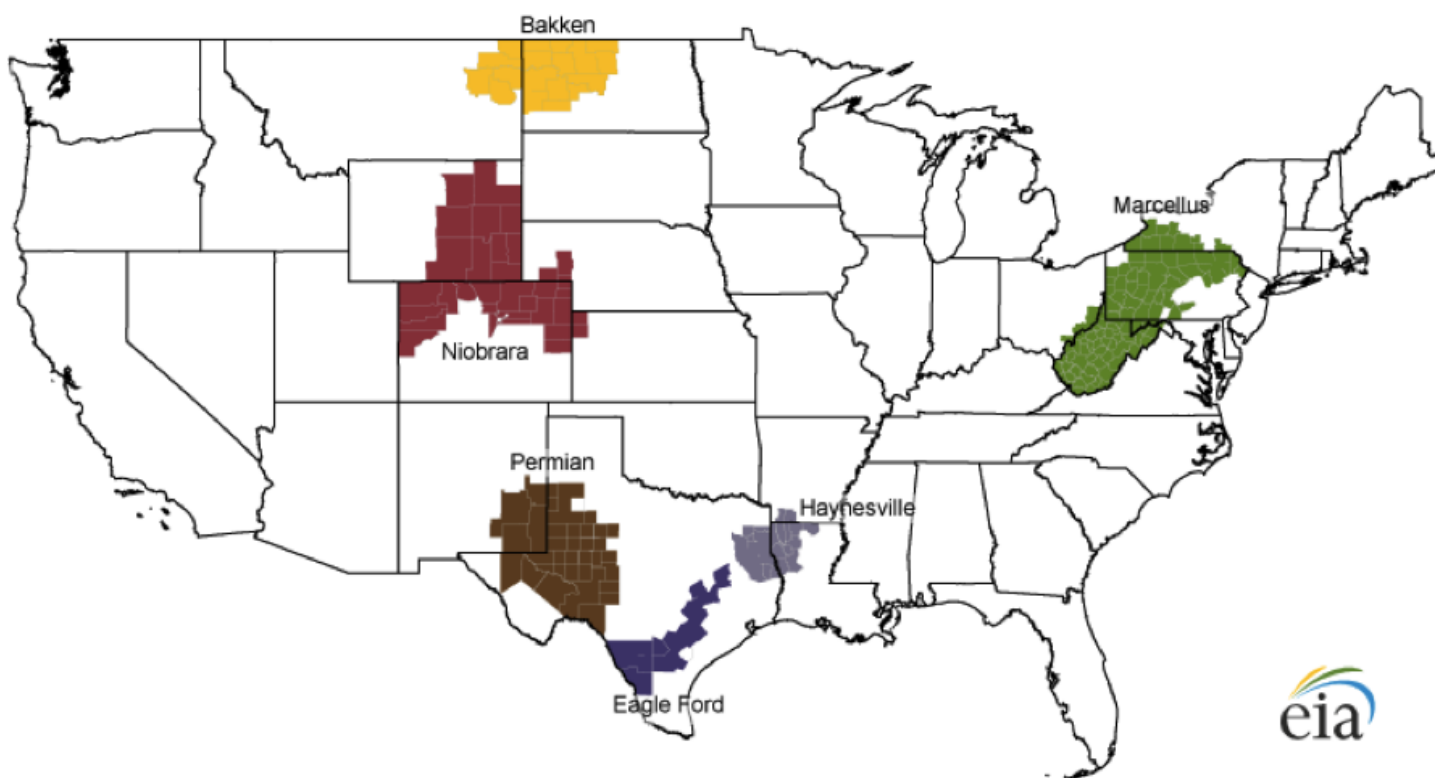 Bakken
Marcellus
Niobrara
Permian
Haynesville
Eagle Ford
eia